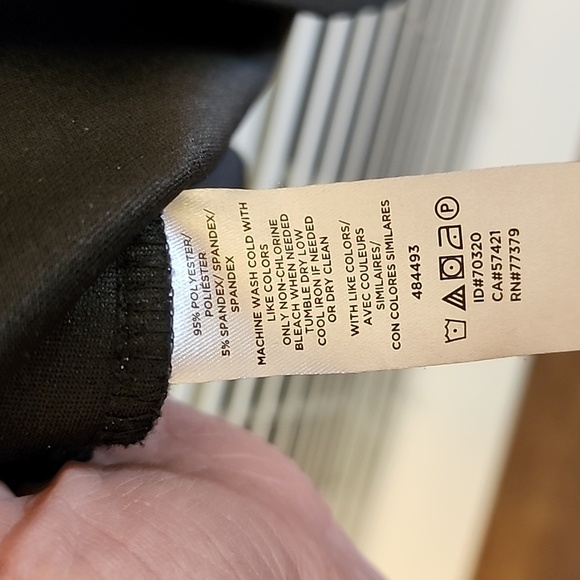 95% POLYESTER/
POLIÉSTER
5% SPANDEX/ SPANDEX/
SPANDEX
MACHINE WASH COLD WITH
LIKE COLORS
ONLY NON-CHLORINE
BLEACH WHEN NEEDED
TUMBLE DRY LOW
COOL IRON IF NEEDED
OR DRY CLEAN
WITH LIKE COLORS/
AVEC COULEURS
SIMILAIRES/
CON COLORES SIMILARES
484493
P
ID#70320
CA#57421
RN#77379